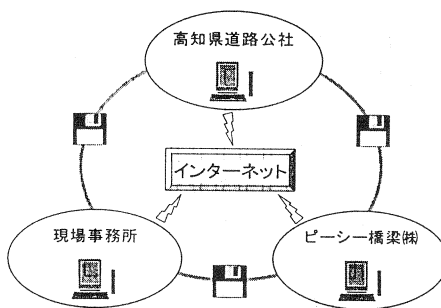 高知県道路公社
インターネット
現場事務所
ピーシー橋梁㈱